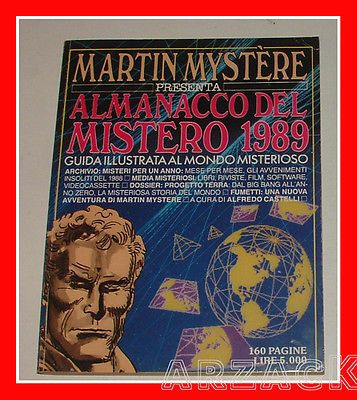 MARTIN MYSTÈRE
PRESENTA
ALMANACCO DEL
MISTERO 1989
GUIDA ILLUSTRATA AL MONDO MISTERIOSO
ARCHIVIO: MISTERI PER UN ANNO: MESE PER MESE, GLI AVVENIMENTI
INSOLITI DEL 1988 □ MEDIA MISTERIOSI: LIBRI, RIVISTE, FILM, SOFTWARE,
VIDEOCASSETTE □ DOSSIER: PROGETTO TERRA: DAL BIG BANG ALL'AN-
NO ZERO, LA MISTERIOSA STORIA DEL MONDO □ FUMETTI: UNA NUOVA
AVVENTURA DI MARTIN MYSTERE □ A CURA DI ALFREDO CASTELLI □
160 PAGINE
LIRE 5.000
ARZACK